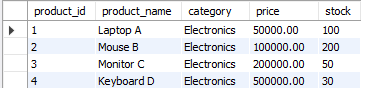 product_id product_name category price stock
1 Laptop A Electronics 50000.00 100
2 Mouse B Electronics 100000.00 200
3 Monitor C Electronics 200000.00 50
4 Keyboard D Electronics 500000.00 30